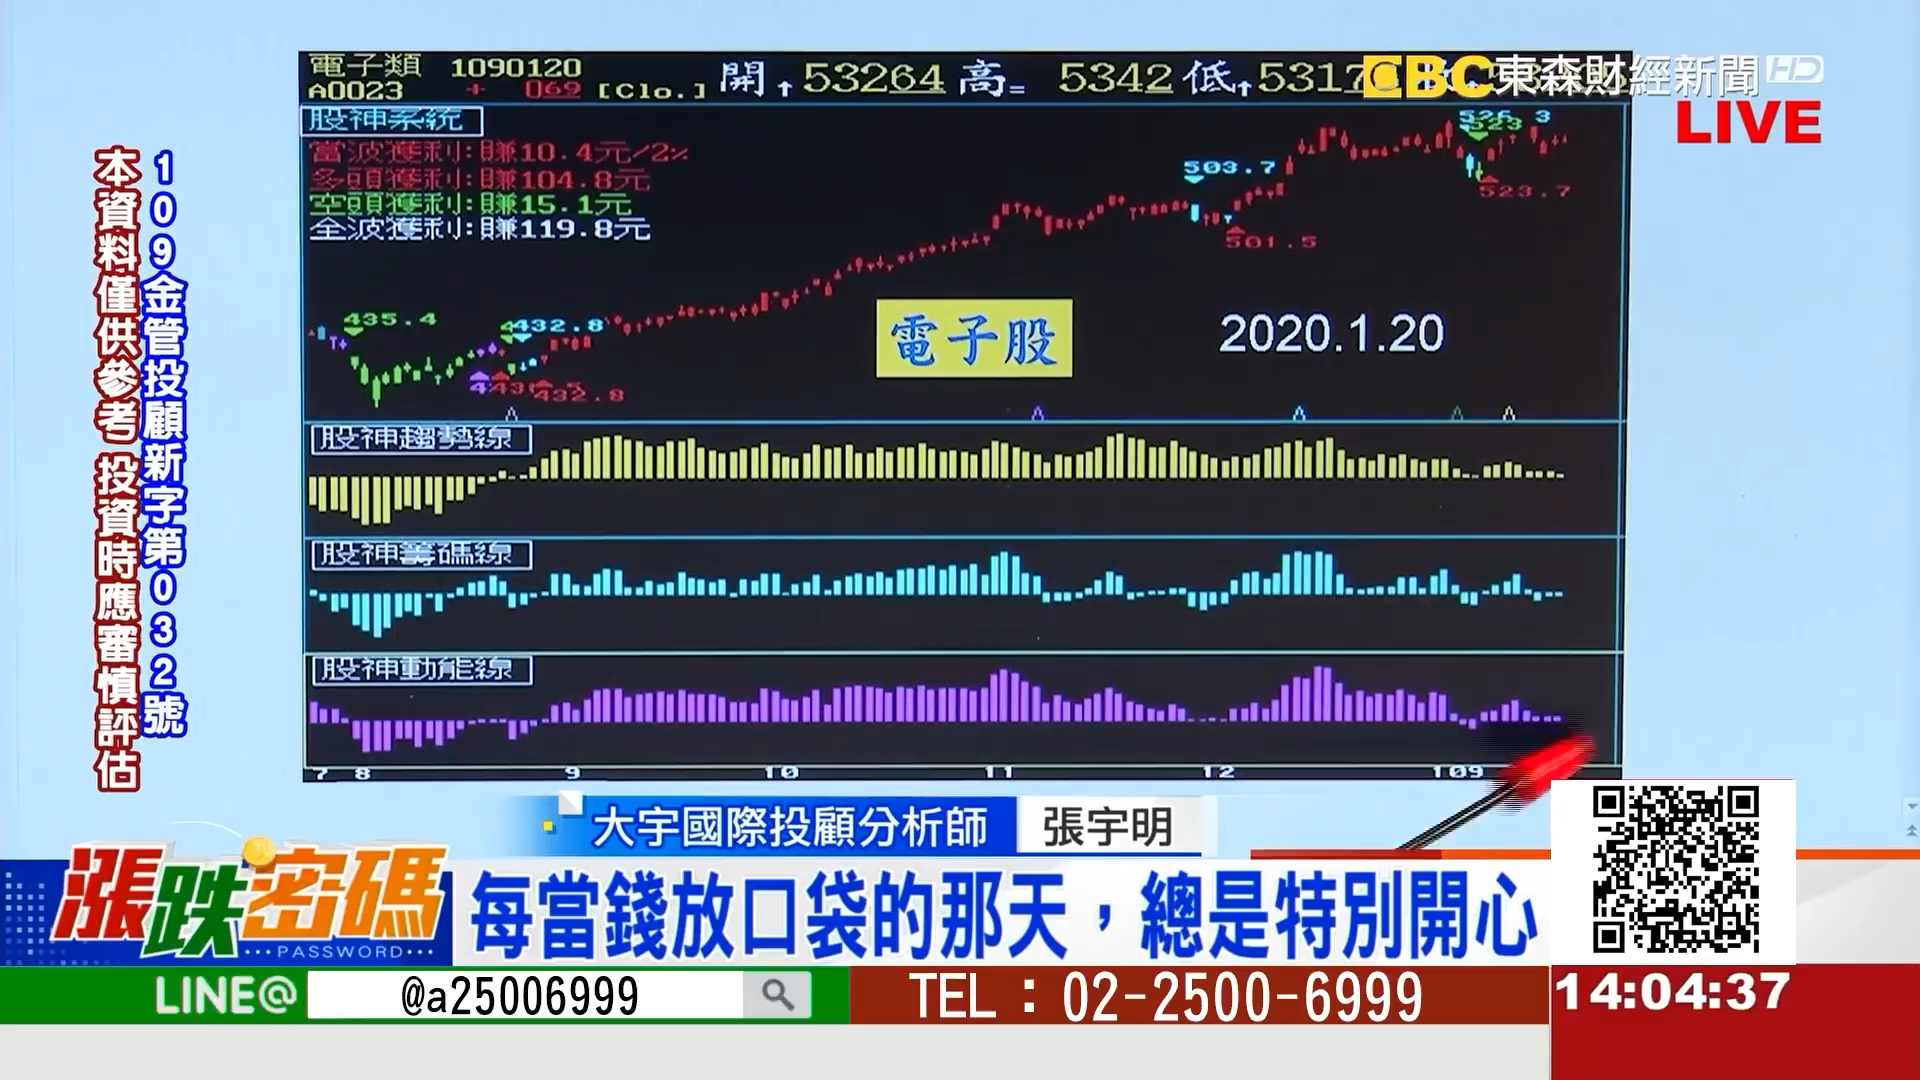 電子類 1090120
A0023 + 069 [Clo.] 開↑53264 高= 5342 低↑5317
EBC 東森財經新聞 HD
LIVE
股神系統
當波獲利:賺10.4元/2%
多頭獲利:賺104.8元
空頭獲利:賺15.1元
全波獲利:賺119.8元
503.7
523.7
501.5
435.4
432.8
432.8
電子股
2020.1.20
股神趨勢線
股神籌碼線
股神動能線
7 8 9 10 11 12 109
109金管投顧新字第032號
本資料僅供參考 投資時應審慎評估
大宇國際投顧分析師 張宇明
漲跌密碼
PASSWORD
每當錢放口袋的那天，總是特別開心
LINE@ @a25006999
TEL：02-2500-6999
14:04:37